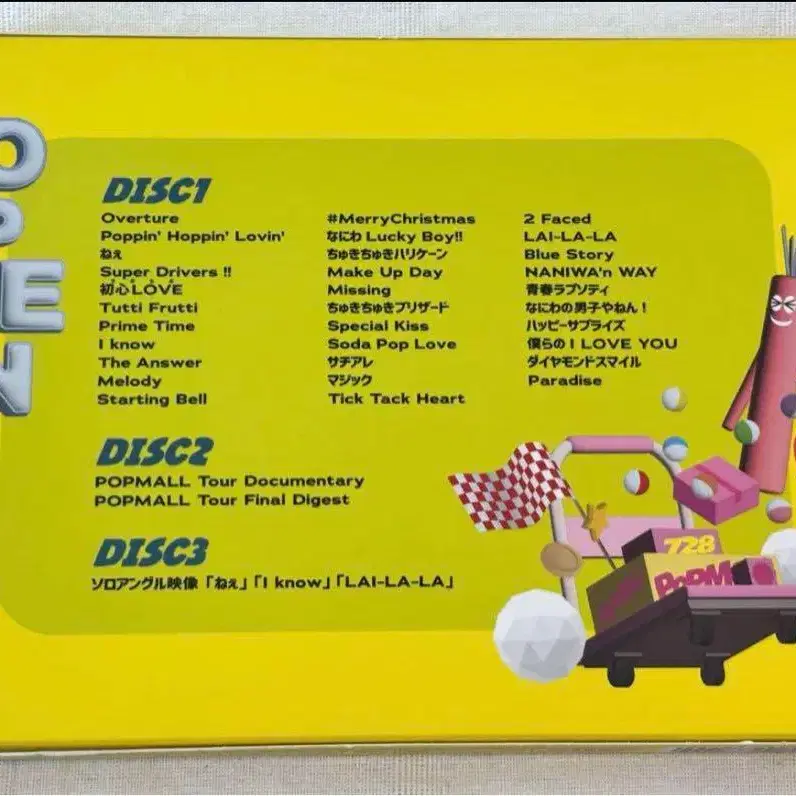 OPEN
DISC1
Overture
Poppin' Hoppin' Lovin'
ねぇ
Super Drivers !!
初心LOVE
Tutti Frutti
Prime Time
I know
The Answer
Melody
Starting Bell
#MerryChristmas
なにわ Lucky Boy!!
ちゅきちゅきハリケーン
Make Up Day
Missing
ちゅきちゅきブリザード
Special Kiss
Soda Pop Love
サチアレ
マジック
Tick Tack Heart
2 Faced
LAI-LA-LA
Blue Story
NANIWA'n WAY
青春ラプソディ
なにわの男子やねん！
ハッピーサプライズ
僕らの I LOVE YOU
ダイヤモンドスマイル
Paradise
DISC2
POPMALL Tour Documentary
POPMALL Tour Final Digest
DISC3
ソロアングル映像「ねぇ」「I know」「LAI-LA-LA」
728
POPM